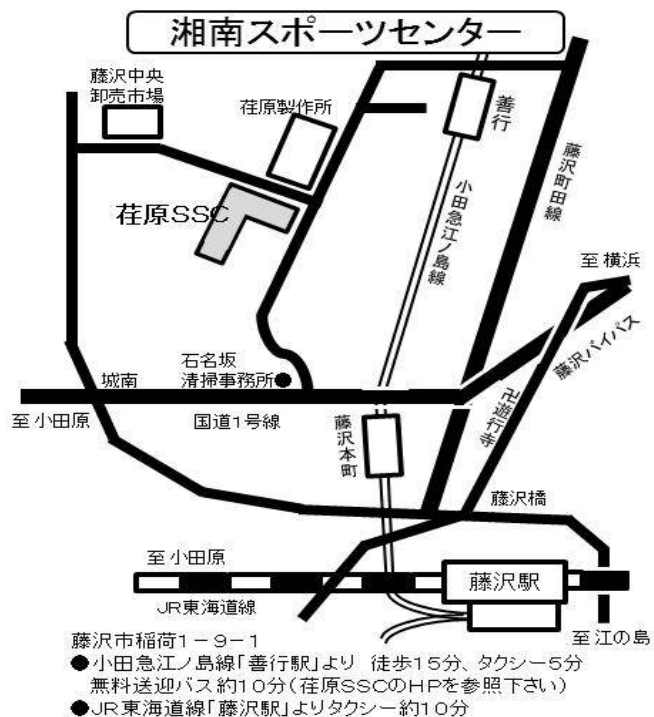 湘南スポーツセンター
藤沢中央
卸売市場
荏原製作所
善行
藤沢町田線
小田急江ノ島線
荏原SSC
至 横浜
藤沢バイパス
石名坂
清掃事務所●
城南
至 小田原
国道1号線
藤沢本町
卍遊行寺
藤沢橋
至 小田原
藤沢駅
JR東海道線
至 江の島
藤沢市稲荷1-9-1
●小田急江ノ島線「善行駅」より 徒歩15分、タクシー5分
無料送迎バス約10分(荏原SSCのHPを参照下さい)
●JR東海道線「藤沢駅」よりタクシー約10分